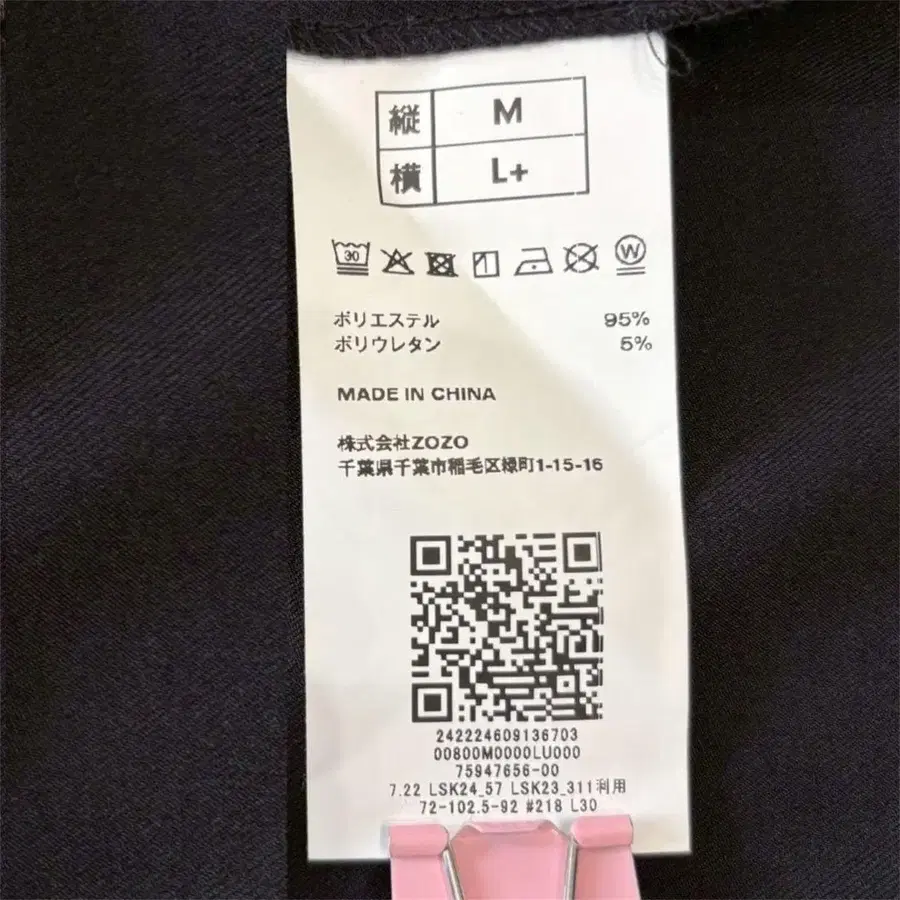 縦 M
横 L+
30 W
ポリエステル 95%
ポリウレタン 5%
MADE IN CHINA
株式会社ZOZO
千葉県千葉市稲毛区緑町1-15-16
242224609136703
00800M0000LU000
75947656-00
7.22 LSK24_57 LSK23_311利用
72-102.5-92 #218 L30